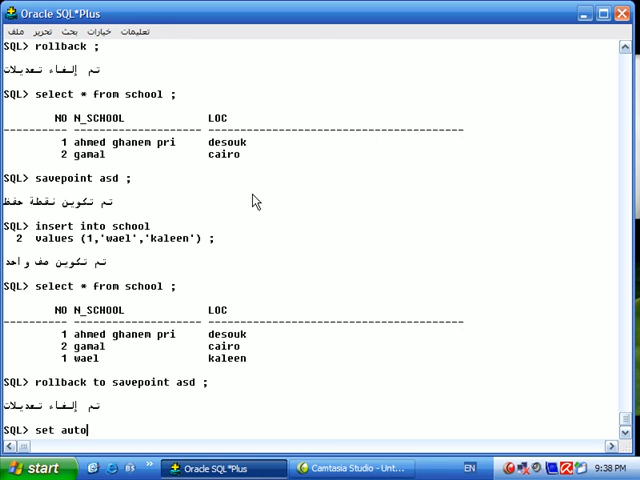 Oracle SQL*Plus
ملف تحرير بحث خيارات تعليمات
SQL> rollback ;
تم إلغاء تعديلات
SQL> select * from school ;
NO N_SCHOOL LOC
---------- -------------------- ----------------------------------------
1 ahmed ghanem pri desouk
2 gamal cairo
SQL> savepoint asd ;
تم تكوين نقطة حفظ
SQL> insert into school
2 values (1,'wael','kaleen') ;
تم تكوين صف واحد
SQL> select * from school ;
NO N_SCHOOL LOC
---------- -------------------- ----------------------------------------
1 ahmed ghanem pri desouk
2 gamal cairo
1 wael kaleen
SQL> rollback to savepoint asd ;
تم إلغاء تعديلات
SQL> set auto
start Oracle SQL*Plus Camtasia Studio - Unt... EN 9:38 PM